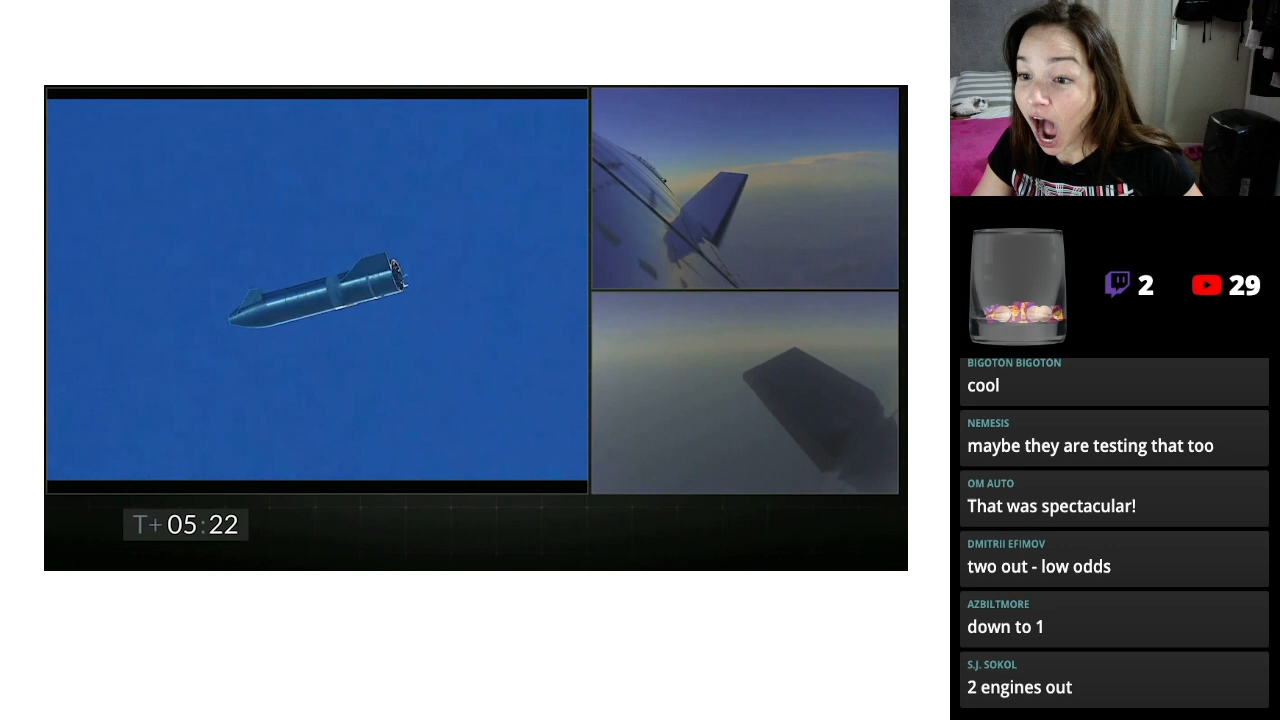 T+ 05:22
2
29
BIGOTON BIGOTON
cool
NEMESIS
maybe they are testing that too
OM AUTO
That was spectacular!
DMITRII EFIMOV
two out - low odds
AZBILTMORE
down to 1
S.J. SOKOL
2 engines out